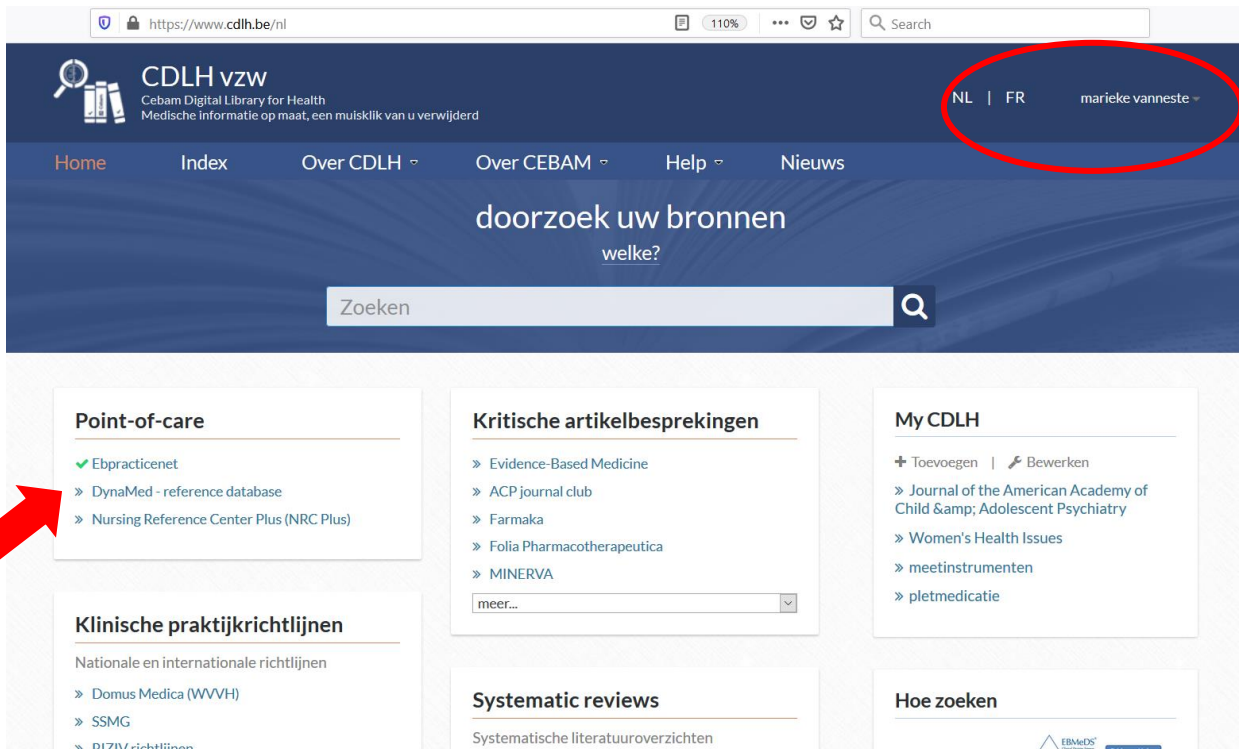 https://www.cdlh.be/nl
110%
Search
CDLH vzw
Cebam Digital Library for Health
Medische informatie op maat, een muisklik van u verwijderd
NL | FR
marieke vanneste
Home
Index
Over CDLH
Over CEBAM
Help
Nieuws
doorzoek uw bronnen
welke?
Zoeken
Point-of-care
Ebpracticenet
» DynaMed - reference database
» Nursing Reference Center Plus (NRC Plus)
Klinische praktijkrichtlijnen
Nationale en internationale richtlijnen
» Domus Medica (WVVH)
» SSMG
» RIZIV richtlijnen
Kritische artikelbesprekingen
» Evidence-Based Medicine
» ACP journal club
» Farmaka
» Folia Pharmacotherapeutica
» MINERVA
meer...
Systematic reviews
Systematische literatuuroverzichten
My CDLH
Toevoegen | Bewerken
» Journal of the American Academy of
Child &amp; Adolescent Psychiatry
» Women's Health Issues
» meetinstrumenten
» pletmedicatie
Hoe zoeken
EBMeDS